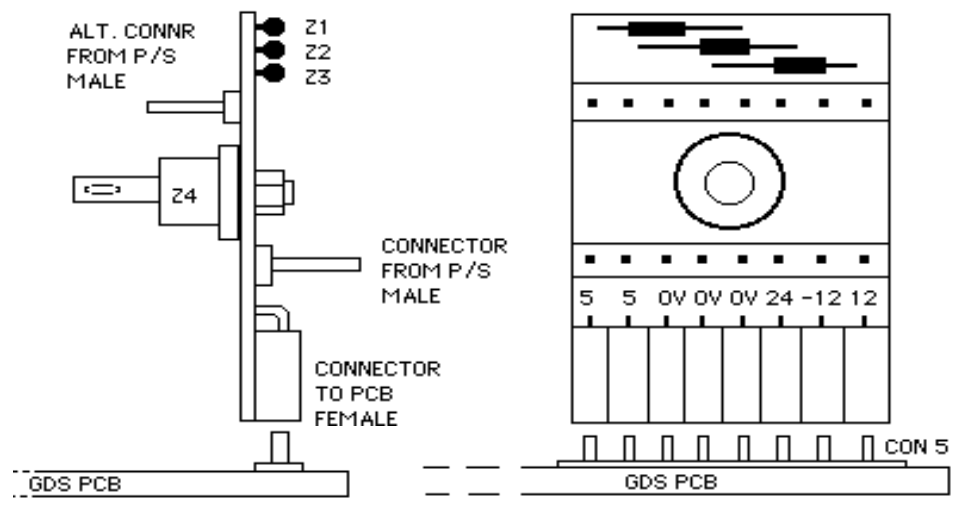 ALT. CONNR
FROM P/S
MALE
Z1
Z2
Z3
Z4
CONNECTOR
FROM P/S
MALE
CONNECTOR
TO PCB
FEMALE
GDS PCB
5 5 0V 0V 0V 24 -12 12
CON 5
GDS PCB